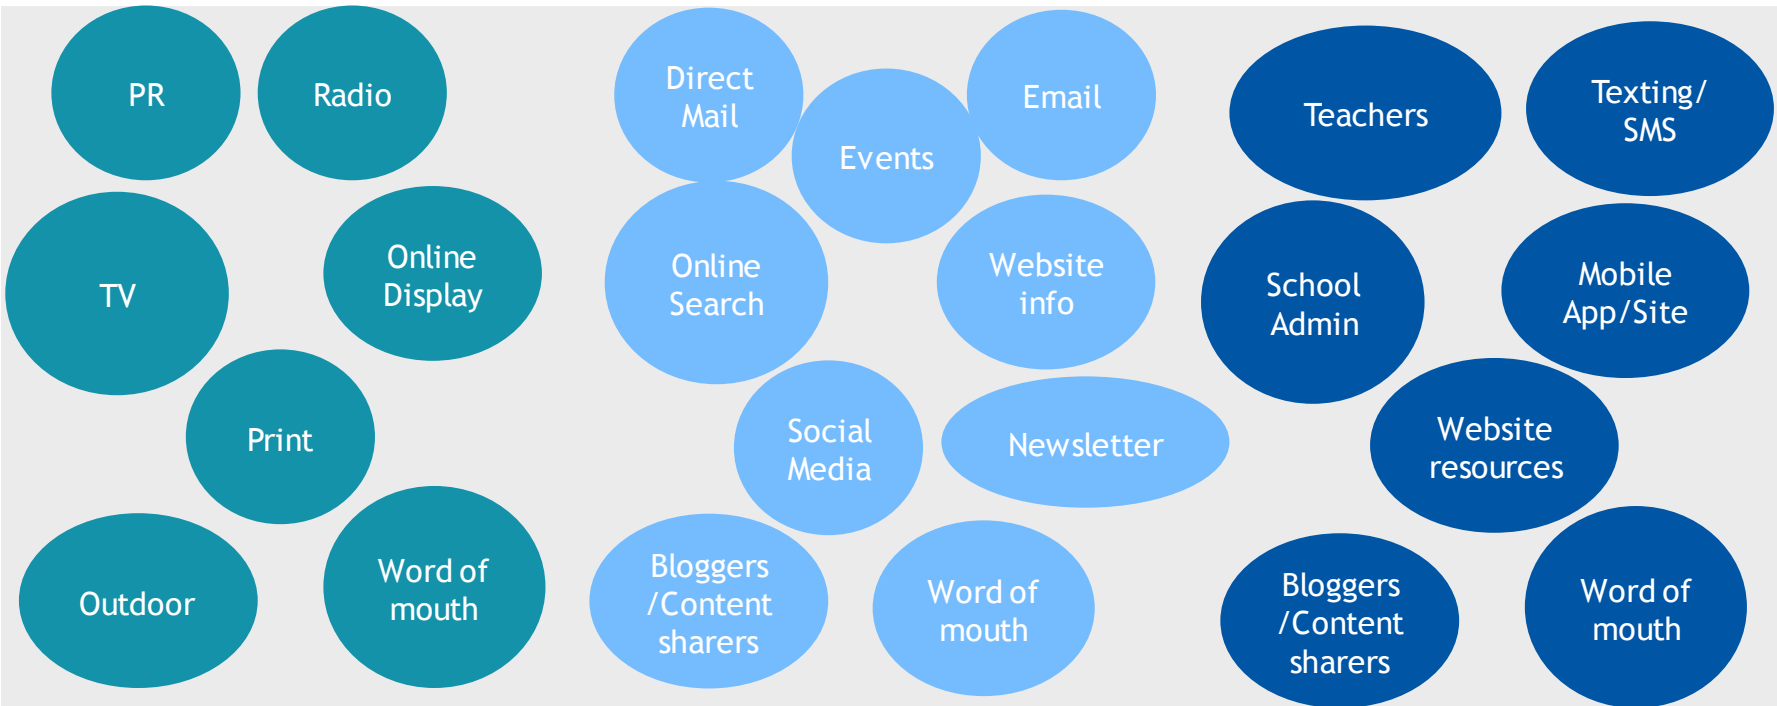 PR
Radio
TV
Online
Display
Print
Outdoor
Word of
mouth
Direct
Mail
Events
Email
Online
Search
Website
info
Social
Media
Newsletter
Bloggers
/Content
sharers
Word of
mouth
Teachers
Texting/
SMS
School
Admin
Mobile
App/Site
Website
resources
Bloggers
/Content
sharers
Word of
mouth